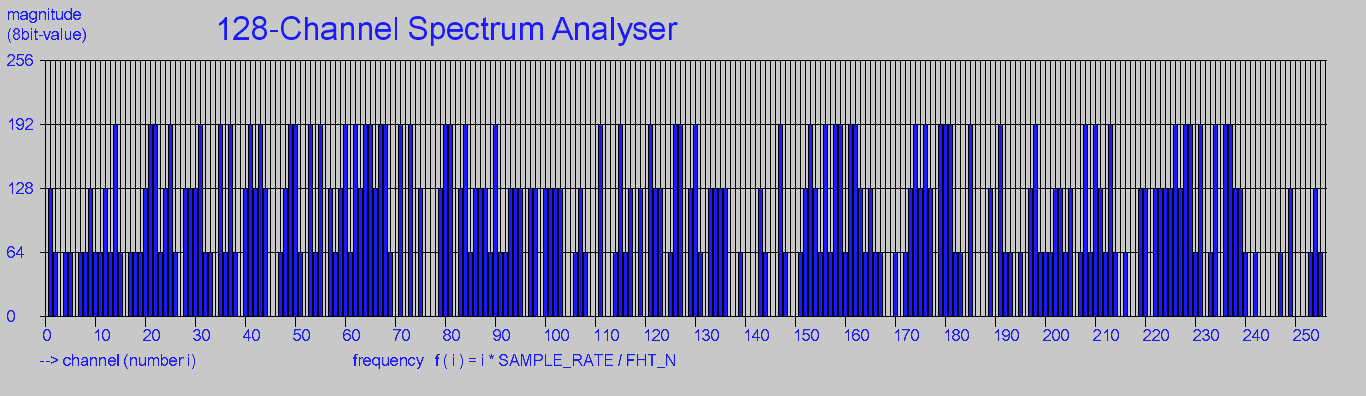 magnitude
(8bit-value)
128-Channel Spectrum Analyser
256
192
128
64
0
0 10 20 30 40 50 60 70 80 90 100 110 120 130 140 150 160 170 180 190 200 210 220 230 240 250
--> channel (number i)
frequency f ( i ) = i * SAMPLE_RATE / FHT_N